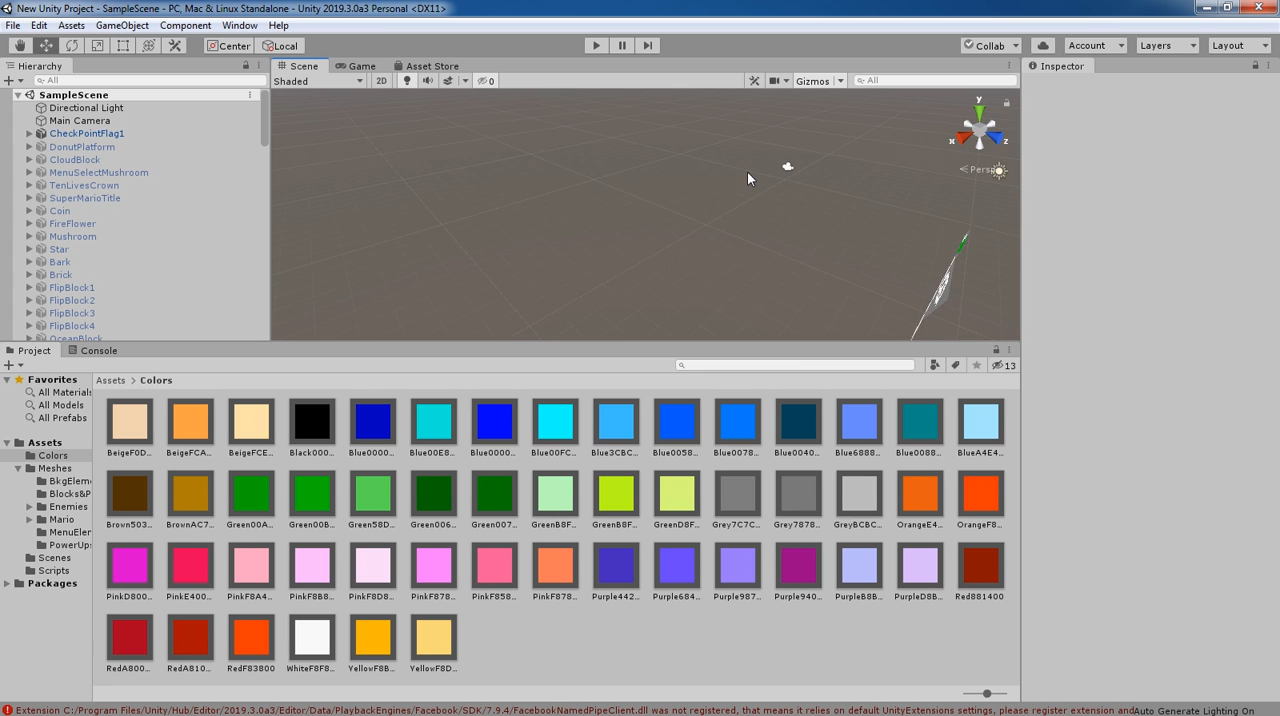 New Unity Project - SampleScene - PC, Mac & Linux Standalone - Unity 2019.3.0a3 Personal <DX11>
File Edit Assets GameObject Component Window Help
Center Local Collab Account Layers Layout
Hierarchy Scene Game Asset Store Inspector
All Shaded 2D 0 Gizmos All
SampleScene
Directional Light
Main Camera
CheckPointFlag1
DonutPlatform
CloudBlock
MenuSelectMushroom
TenLivesCrown
SuperMarioTitle
Coin
FireFlower
Mushroom
Star
Bark
Brick
FlipBlock1
FlipBlock2
FlipBlock3
FlipBlock4
OceanBlock
y
x z
Persp
Project Console
13
Favorites
All Materials
All Models
All Prefabs
Assets
Colors
Meshes
BkgElem
Blocks&P
Enemies
Mario
MenuElem
PowerUps
Scenes
Scripts
Packages
Assets > Colors
BeigeF0D... BeigeFCA... BeigeFCE... Black000... Blue0000... Blue00E8... Blue0000... Blue00FC... Blue3CBC... Blue0058... Blue0078... Blue0040... Blue6888... Blue0088... BlueA4E4...
Brown503... BrownAC7... Green00A... Green00B... Green58D... Green006... Green007... GreenB8F... GreenB8F... GreenD8F... Grey7C7C... Grey7878... GreyBCBC... OrangeE4... OrangeF8...
PinkD800... PinkE400... PinkF8A4... PinkF8B8... PinkF8D8... PinkF878... PinkF858... PinkF878... Purple442... Purple684... Purple987... Purple940... PurpleB8B... PurpleD8B... Red881400
RedA800... RedA810... RedF83800 WhiteF8F8... YellowF8B... YellowF8D...
Extension C:/Program Files/Unity/Hub/Editor/2019.3.0a3/Editor/Data/PlaybackEngines/Facebook/SDK/7.9.4/FacebookNamedPipeClient.dll was not registered, that means it relies on default UnityExtensions settings, please register extension and Auto Generate Lighting On